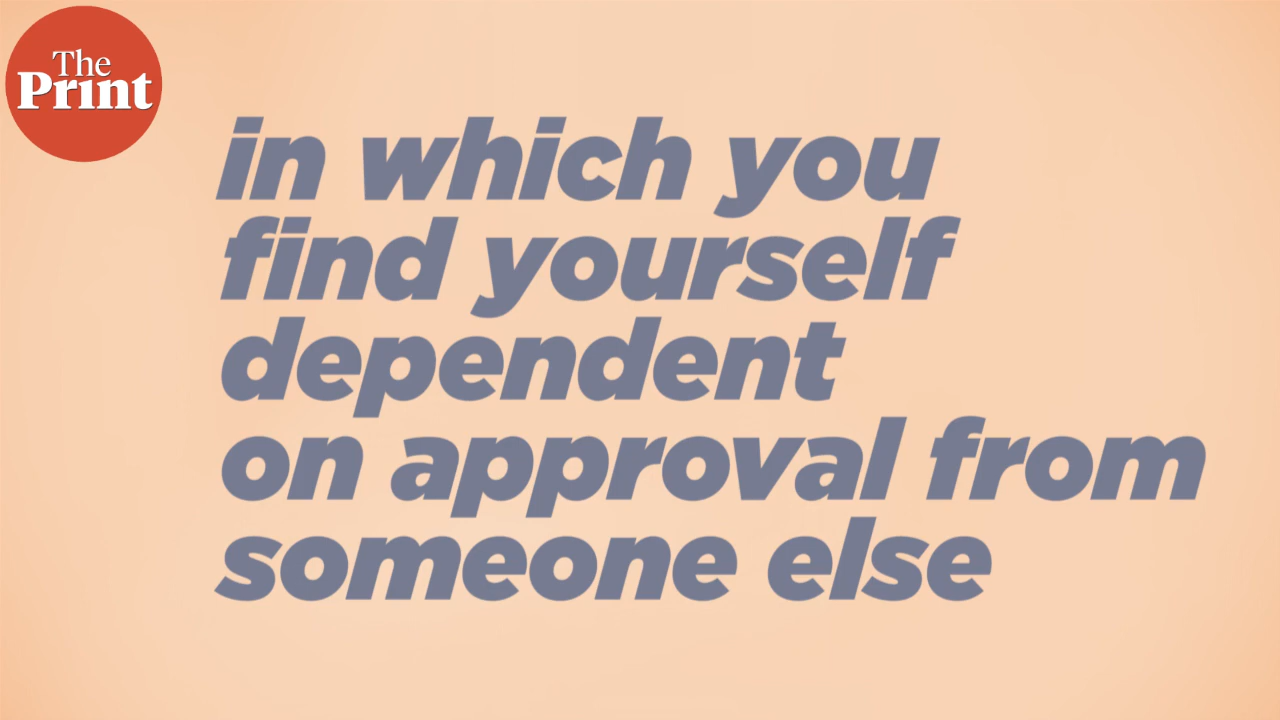 The
Print
in which you
find yourself
dependent
on approval from
someone else